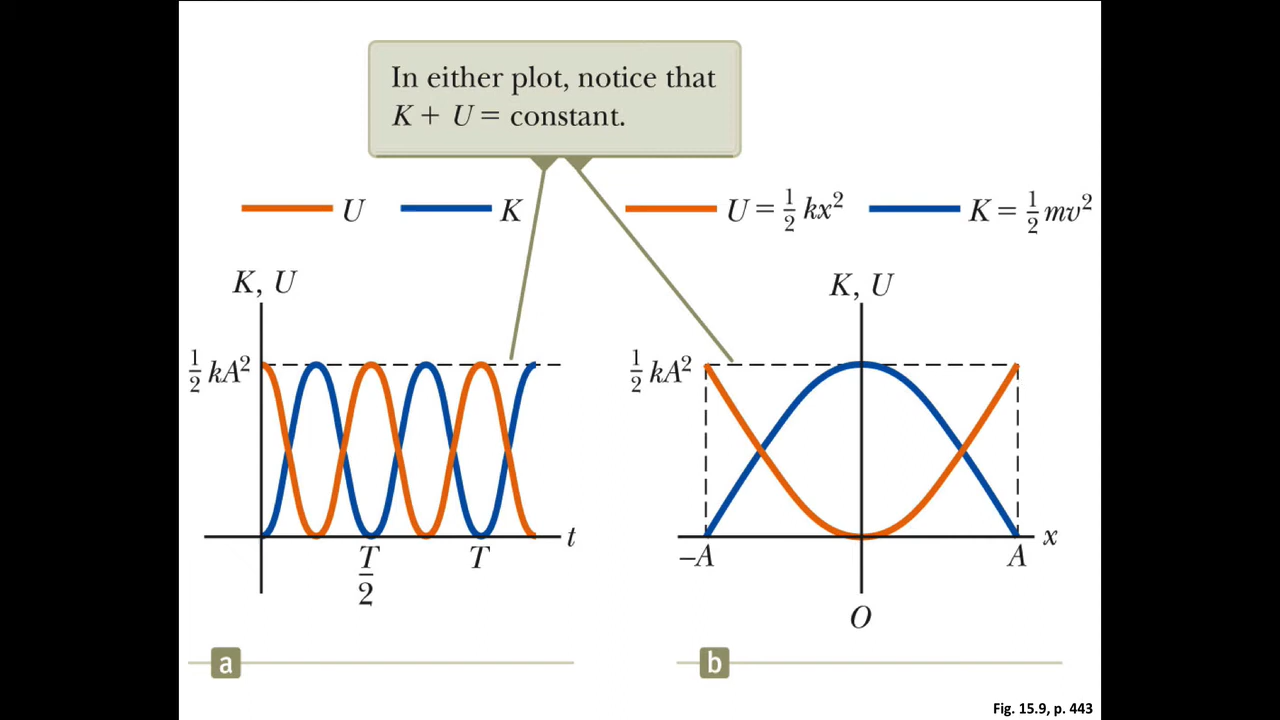 In either plot, notice that
K + U = constant.
U K U = 1/2 kx² K = 1/2 mv²
K, U
K, U
1/2 kA²
1/2 kA²
t
x
T/2
T
–A
A
O
a
b
Fig. 15.9, p. 443